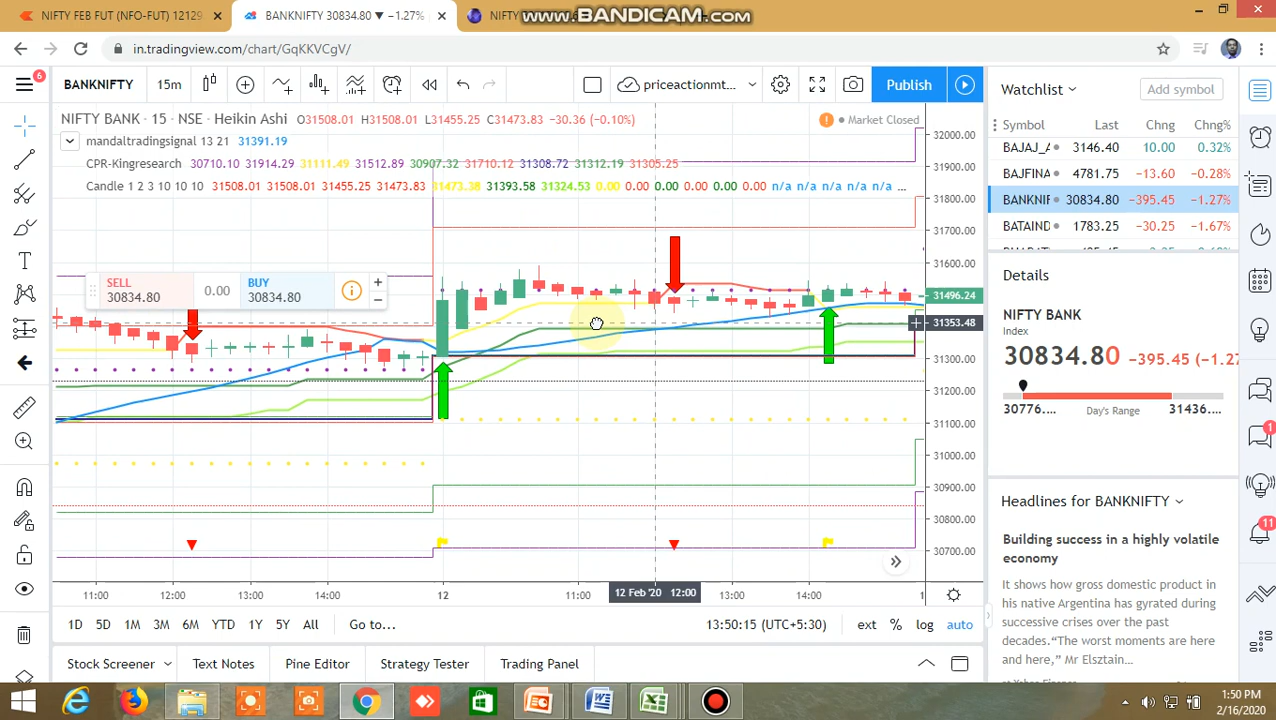 NIFTY FEB FUT (NFO-FUT) 12129
BANKNIFTY 30834.80 ▼ −1.27%
NIFTY
www.BANDICAM.com
in.tradingview.com/chart/GqKKVCgV/
6
BANKNIFTY
15m
priceactionmt...
Publish
NIFTY BANK · 15 · NSE · Heikin Ashi O31508.01 H31508.01 L31455.25 C31473.83 −30.36 (−0.10%)
Market Closed
mandaltradingsignal 13 21 31391.19
CPR-Kingresearch 30710.10 31914.29 31111.49 31512.89 30907.32 31710.12 31308.72 31312.19 31305.25
Candle 1 2 3 10 10 10 31508.01 31508.01 31455.25 31473.83 31473.38 31393.58 31324.53 0.00 0.00 0.00 0.00 0.00 n/a n/a n/a n/a n/a ...
SELL
30834.80
0.00
BUY
30834.80
32000.00
31900.00
31800.00
31700.00
31600.00
31496.24
31353.48
31300.00
31200.00
31100.00
31000.00
30900.00
30800.00
30700.00
11:00
12:00
13:00
14:00
12
11:00
12 Feb '20 12:00
13:00
14:00
1D 5D 1M 3M 6M YTD 1Y 5Y All Go to...
13:50:15 (UTC+5:30) ext % log auto
Stock Screener Text Notes Pine Editor Strategy Tester Trading Panel
Watchlist
Add symbol
Symbol Last Chng Chng%
BAJAJ_A 3146.40 10.00 0.32%
BAJFINA 4781.75 −13.60 −0.28%
BANKNIF 30834.80 −395.45 −1.27%
BATAIND 1783.25 −30.25 −1.67%
Details
NIFTY BANK
Index
30834.80 −395.45 (−1.27
30776.... Day's Range 31436....
Headlines for BANKNIFTY
Building success in a highly volatile
economy
It shows how gross domestic product in
his native Argentina has gyrated during
successive crises over the past
decades.“The worst moments are here
and here,” Mr Elsztain...
1
11
1:50 PM
2/16/2020